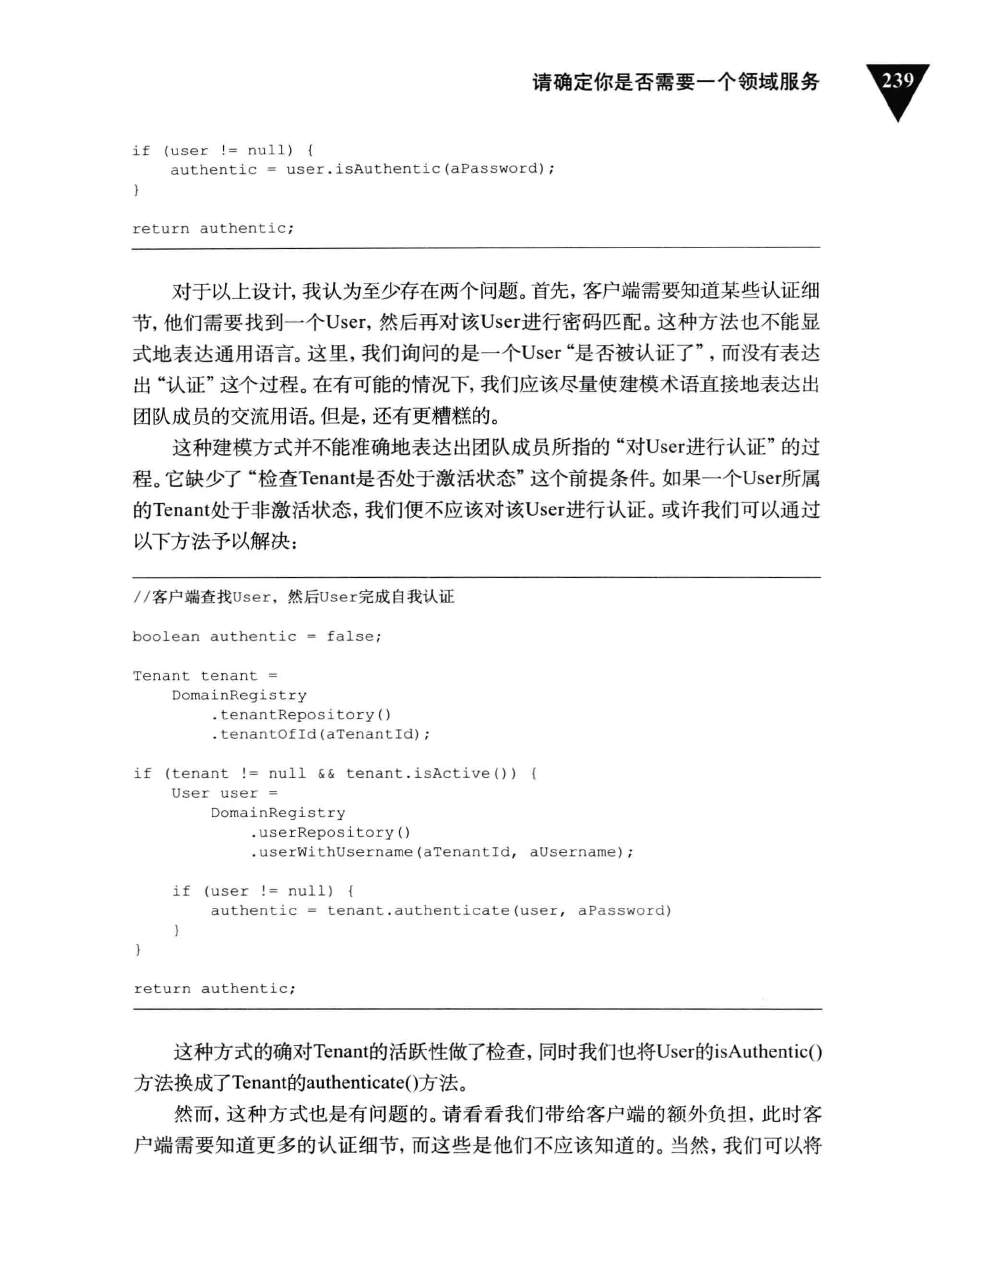 请确定你是否需要一个领域服务
239
if (user != null) {
    authentic = user.isAuthentic(aPassword);
}
return authentic;
对于以上设计, 我认为至少存在两个问题。首先, 客户端需要知道某些认证细
节, 他们需要找到一个User, 然后再对该User进行密码匹配。这种方法也不能显
式地表达通用语言。这里, 我们询问的是一个User “是否被认证了” , 而没有表达
出 “认证” 这个过程。在有可能的情况下, 我们应该尽量使建模术语直接地表达出
团队成员的交流用语。但是, 还有更糟糕的。
这种建模方式并不能准确地表达出团队成员所指的 “对User进行认证” 的过
程。它缺少了 “检查Tenant是否处于激活状态” 这个前提条件。如果一个User所属
的Tenant处于非激活状态, 我们便不应该对该User进行认证。或许我们可以通过
以下方法予以解决:
//客户端查找User, 然后User完成自我认证
boolean authentic = false;
Tenant tenant =
    DomainRegistry
        .tenantRepository()
        .tenantOfId(aTenantId);
if (tenant != null && tenant.isActive()) {
    User user =
        DomainRegistry
            .userRepository()
            .userWithUsername(aTenantId, aUsername);
    if (user != null) {
        authentic = tenant.authenticate(user, aPassword)
    }
}
return authentic;
这种方式的确对Tenant的活跃性做了检查, 同时我们也将User的isAuthentic()
方法换成了Tenant的authenticate()方法。
然而, 这种方式也是有问题的。请看看我们带给客户端的额外负担, 此时客
户端需要知道更多的认证细节, 而这些是他们不应该知道的。当然, 我们可以将